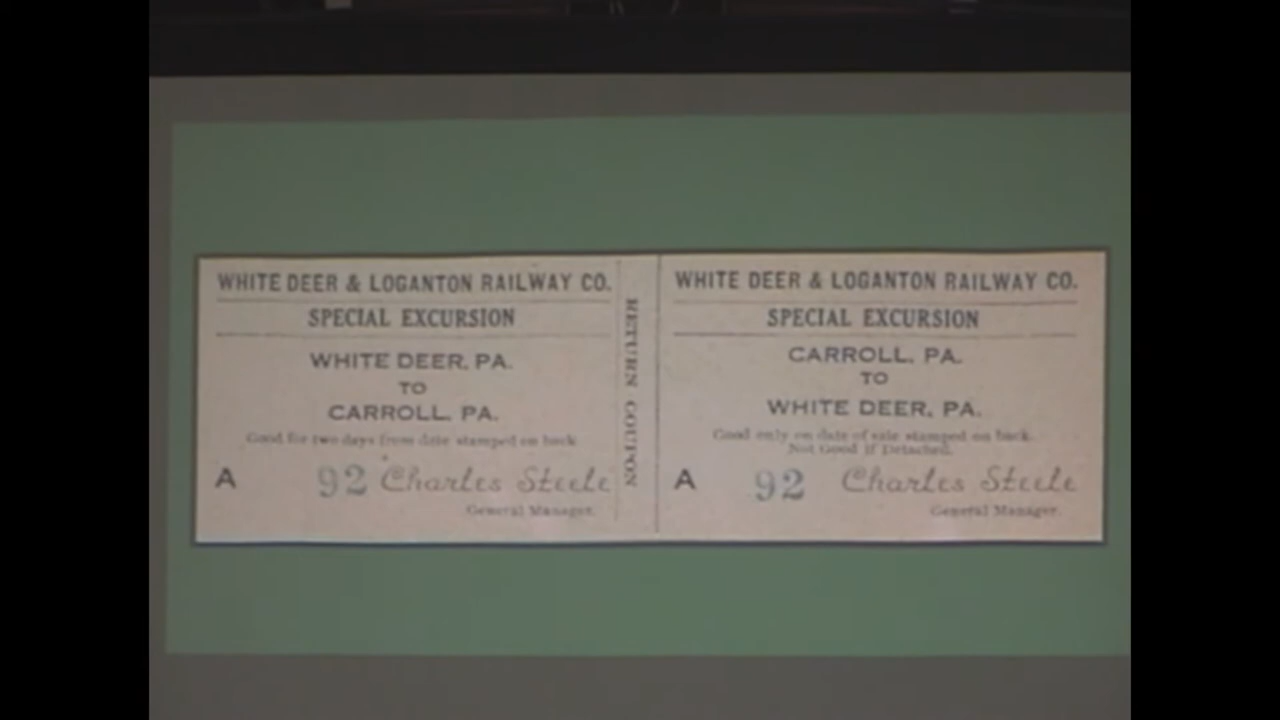 WHITE DEER & LOGANTON RAILWAY CO.
SPECIAL EXCURSION
WHITE DEER, PA.
TO
CARROLL, PA.
Good for two days from date stamped on back
A 92 Charles Steele
General Manager.
RETURN COUPON
WHITE DEER & LOGANTON RAILWAY CO.
SPECIAL EXCURSION
CARROLL, PA.
TO
WHITE DEER, PA.
Good only on date of sale stamped on back.
Not Good if Detached.
A 92 Charles Steele
General Manager.